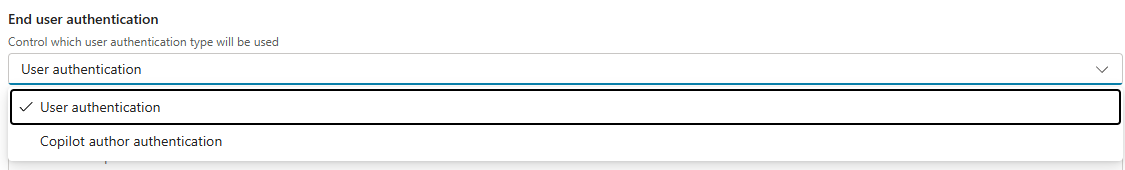 End user authentication
Control which user authentication type will be used
User authentication
User authentication
Copilot author authentication